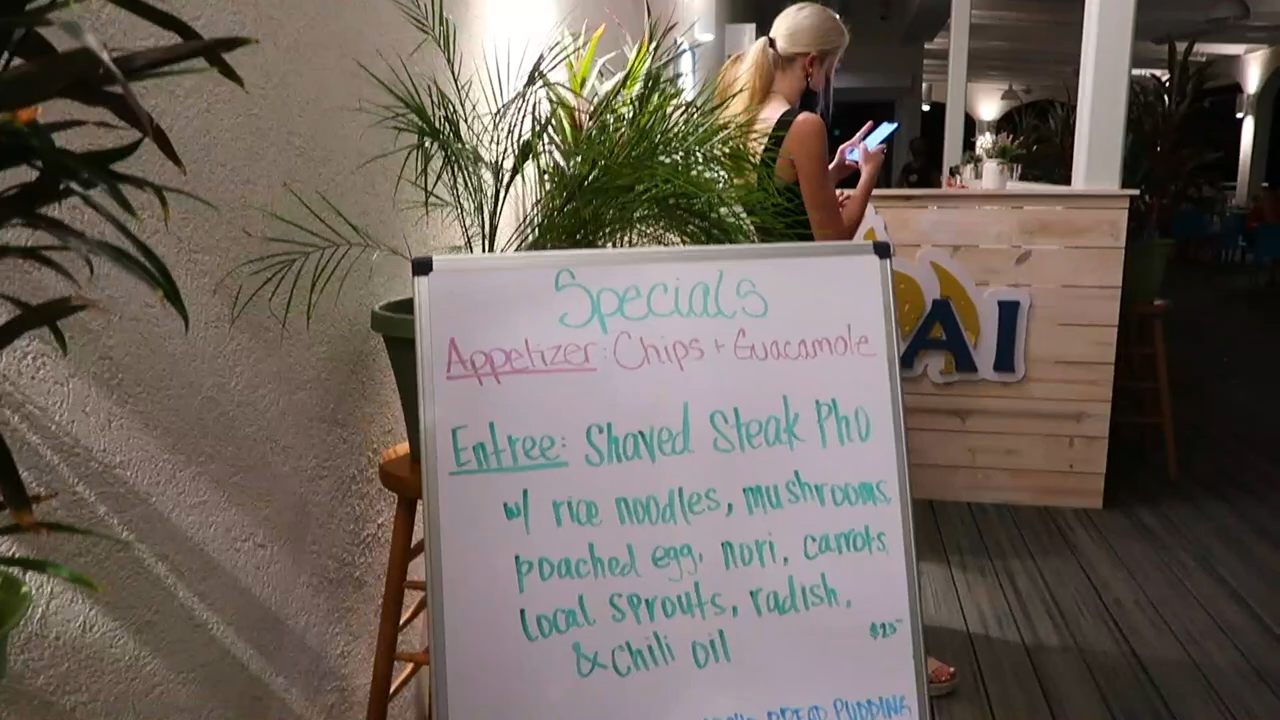 Specials
Appetizer: Chips + Guacamole
Entree: Shaved Steak Pho
w/ rice noodles, mushrooms,
poached egg, nori, carrots,
local sprouts, radish,
& chili oil
BREAD PUDDING
AI